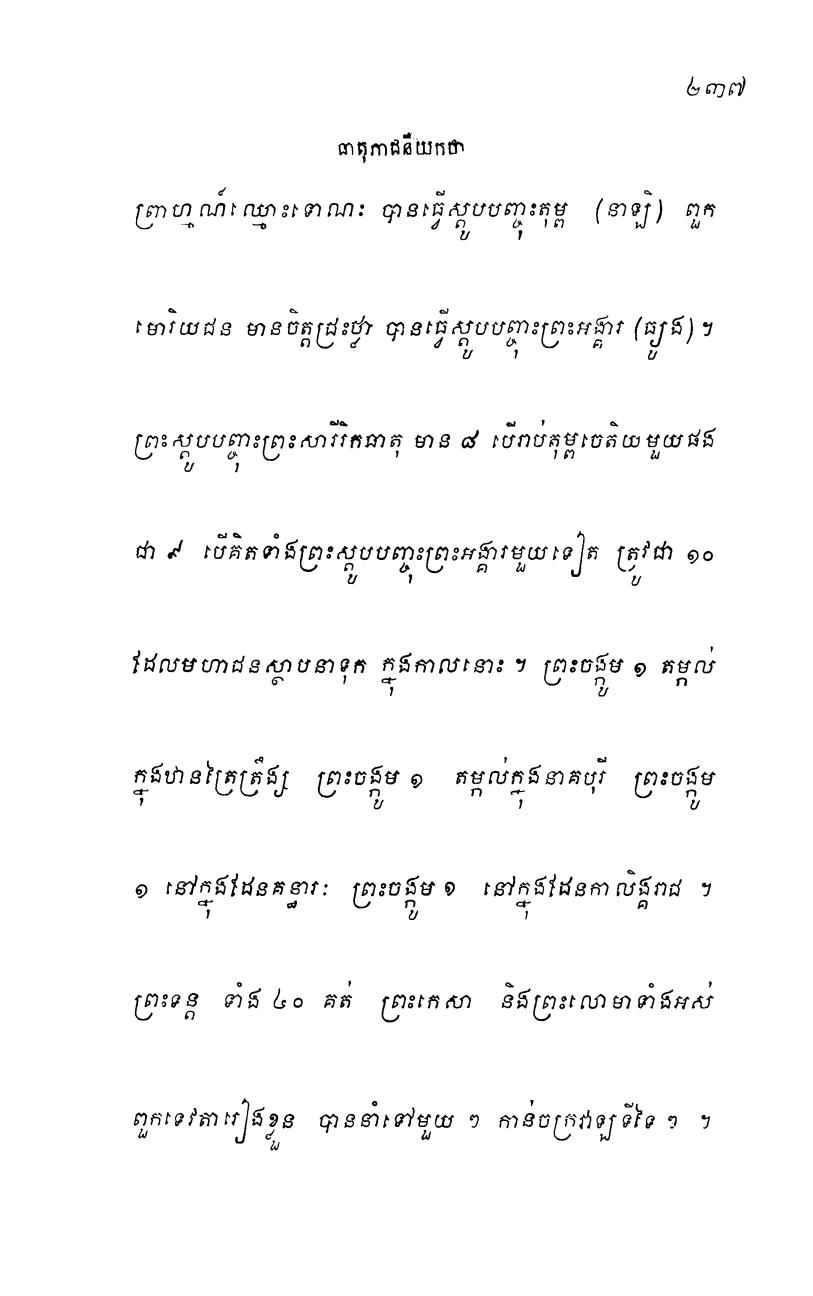 ២៣៧
ធាតុភាជនីយកថា
ព្រាហ្មណ៍ឈ្មោះទោណៈ បានធ្វើស្តូបបញ្ចុះតុម្ព (នាឡិ) ពួក
មោរិយជន មានចិត្តជ្រះថ្លា បានធ្វើស្តូបបញ្ចុះព្រះអង្គារ (ធ្យូង) ។
ព្រះស្តូបបញ្ចុះព្រះសារីរិកធាតុ មាន ៨ បើរាប់តុម្ពចេតិយមួយផង
ជា ៩ បើគិតទាំងព្រះស្តូបបញ្ចុះព្រះអង្គារមួយទៀត ត្រូវជា ១០
ដែលមហាជនស្ថាបនាទុក ក្នុងកាលនោះ ។ ព្រះចង្កូម ១ តម្កល់
ក្នុងឋានត្រៃត្រឹង្ស ព្រះចង្កូម ១ តម្កល់ក្នុងនាគបុរី ព្រះចង្កូម
១ នៅក្នុងដែនគន្ធារៈ ព្រះចង្កូម ១ នៅក្នុងដែនកាលិង្គរាជ ។
ព្រះទន្ត ទាំង ៤០ គត់ ព្រះកេសា និងព្រះលោមាទាំងអស់
ពួកទេវតារៀងខ្លួន បាននាំទៅមួយ ៗ កាន់ចក្រវាឡទីទៃ ៗ ។